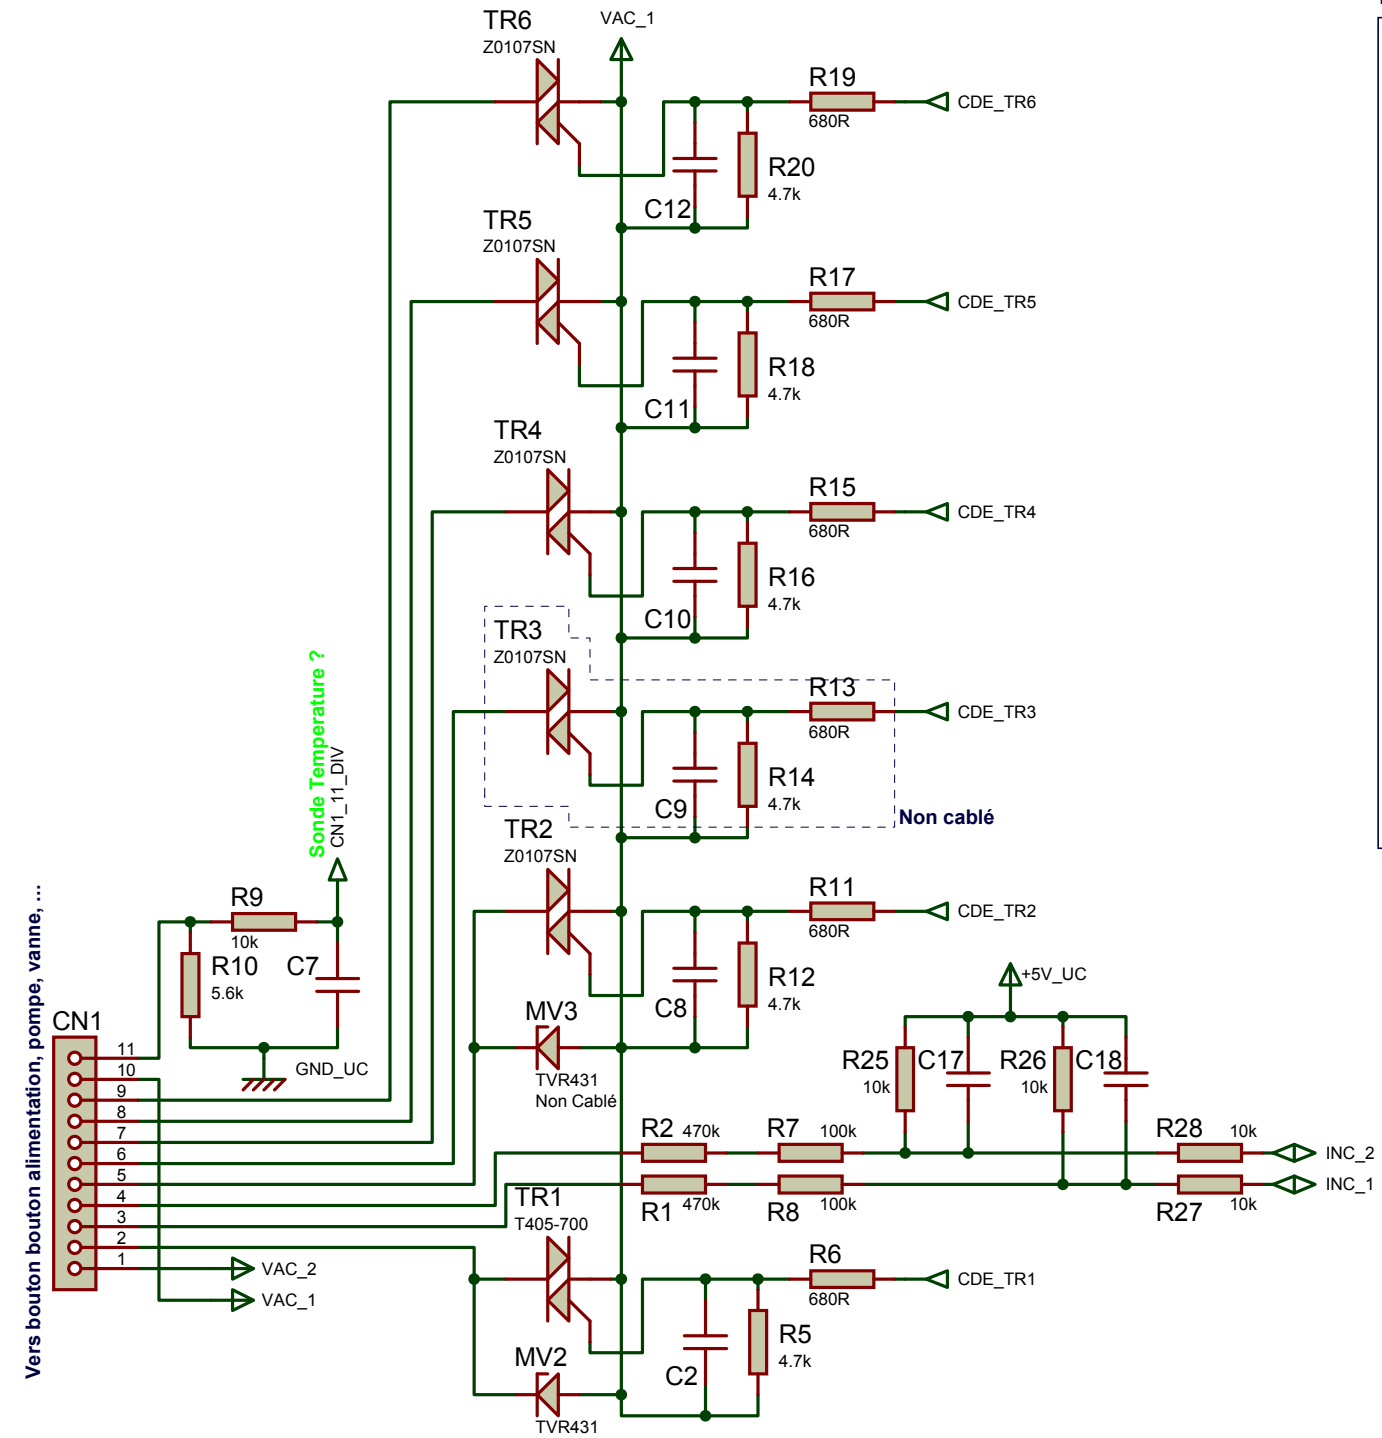 TR6
Z0107SN
VAC_1
R19
680R
CDE_TR6
R20
4.7k
C12
TR5
Z0107SN
R17
680R
CDE_TR5
R18
4.7k
C11
TR4
Z0107SN
R15
680R
CDE_TR4
R16
4.7k
C10
TR3
Z0107SN
R13
680R
CDE_TR3
R14
4.7k
C9
Non cablé
Sonde Temperature ?
CN1_11_DIV
TR2
Z0107SN
R11
680R
CDE_TR2
R12
4.7k
C8
R9
10k
R10
5.6k
C7
GND_UC
MV3
TVR431
Non Cablé
+5V_UC
R25
10k
C17
R26
10k
C18
Vers bouton bouton alimentation, pompe, vanne, ...
CN1
11
10
9
8
7
6
5
4
3
2
1
R2 470k
R7 100k
R28 10k
INC_2
R1 470k
R8 100k
R27 10k
INC_1
VAC_2
VAC_1
TR1
T405-700
R6
680R
CDE_TR1
R5
4.7k
C2
MV2
TVR431